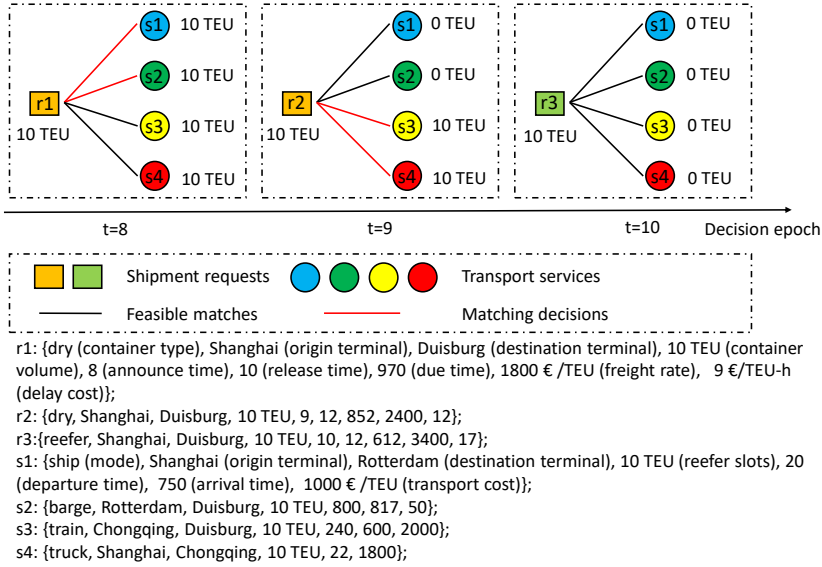 s1 10 TEU
s2 10 TEU
r1
10 TEU
s3 10 TEU
s4 10 TEU
s1 0 TEU
s2 0 TEU
r2
10 TEU
s3 10 TEU
s4 10 TEU
s1 0 TEU
s2 0 TEU
r3
10 TEU
s3 0 TEU
s4 0 TEU
t=8 t=9 t=10 Decision epoch
Shipment requests Transport services
Feasible matches Matching decisions
r1: {dry (container type), Shanghai (origin terminal), Duisburg (destination terminal), 10 TEU (container
volume), 8 (announce time), 10 (release time), 970 (due time), 1800 € /TEU (freight rate), 9 €/TEU-h
(delay cost)};
r2: {dry, Shanghai, Duisburg, 10 TEU, 9, 12, 852, 2400, 12};
r3:{reefer, Shanghai, Duisburg, 10 TEU, 10, 12, 612, 3400, 17};
s1: {ship (mode), Shanghai (origin terminal), Rotterdam (destination terminal), 10 TEU (reefer slots), 20
(departure time), 750 (arrival time), 1000 € /TEU (transport cost)};
s2: {barge, Rotterdam, Duisburg, 10 TEU, 800, 817, 50};
s3: {train, Chongqing, Duisburg, 10 TEU, 240, 600, 2000};
s4: {truck, Shanghai, Chongqing, 10 TEU, 22, 1800};